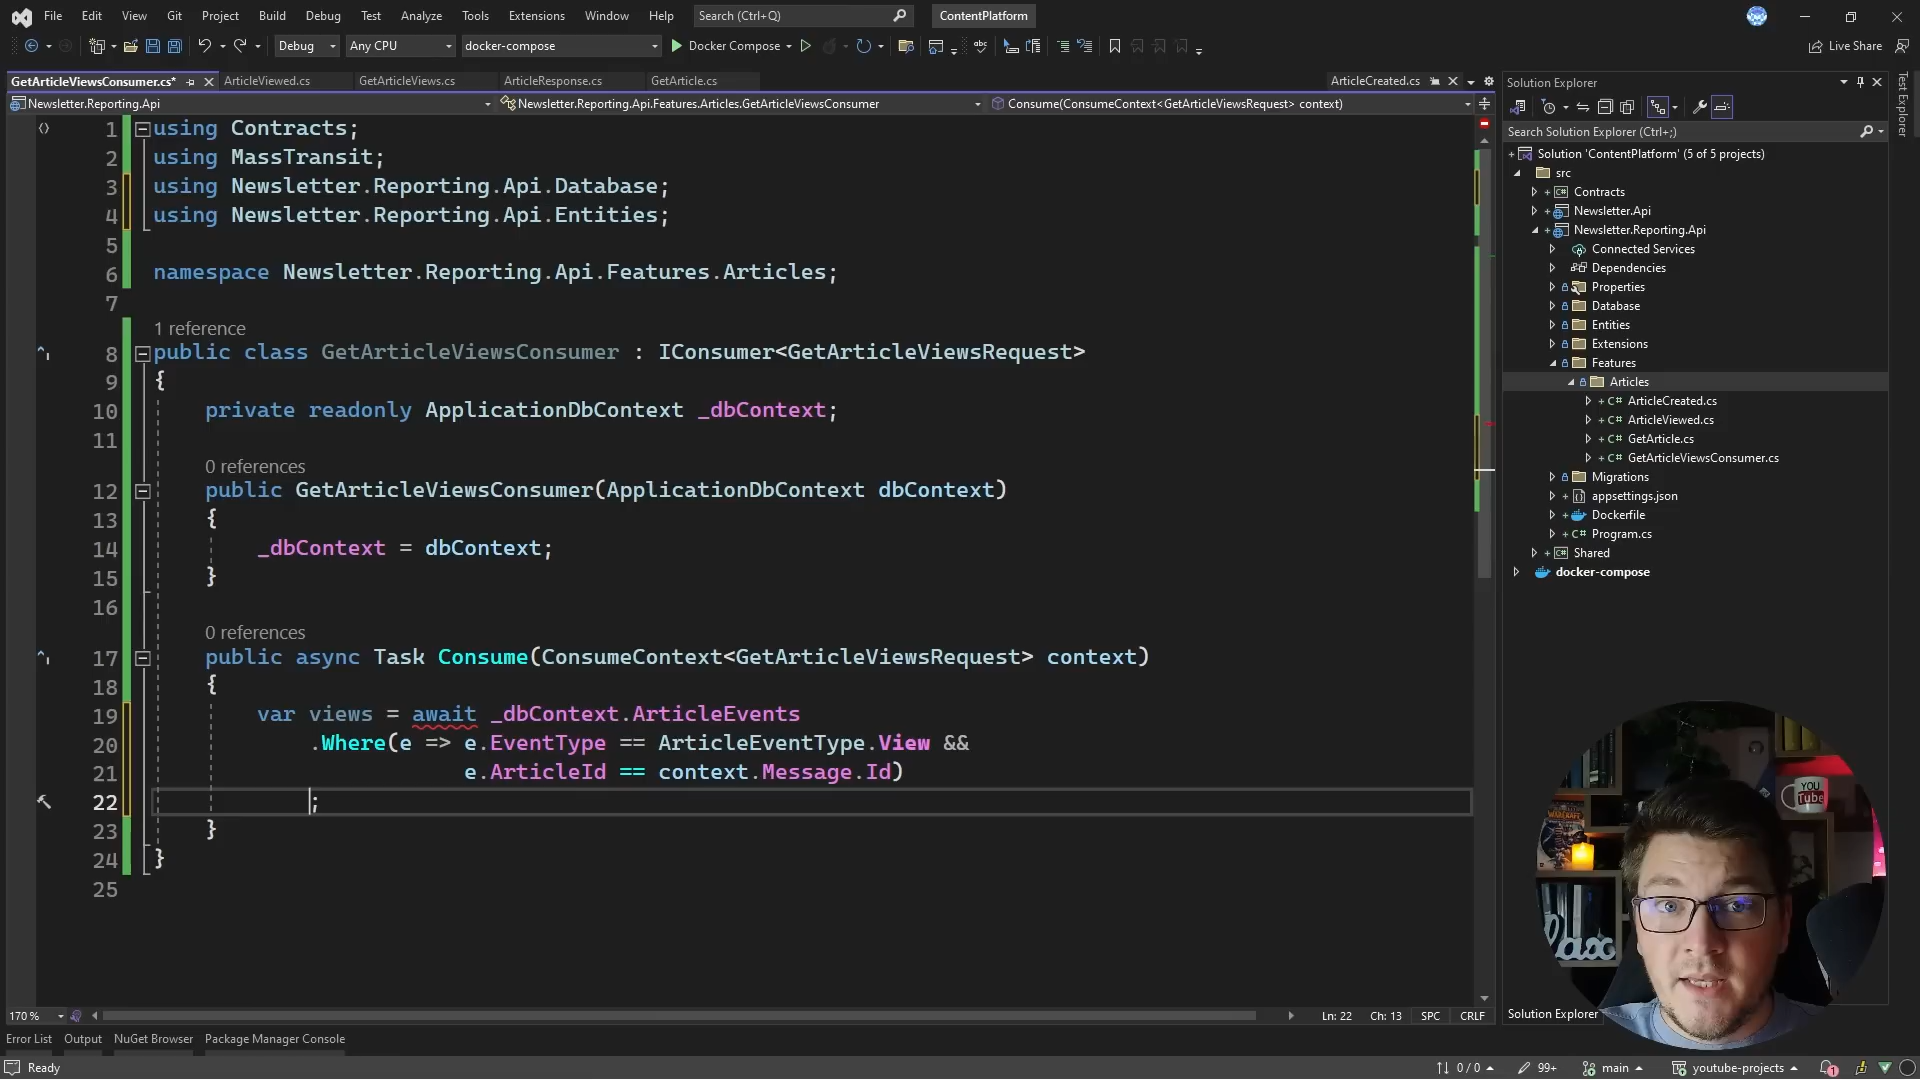 File Edit View Git Project Build Debug Test Analyze Tools Extensions Window Help Search (Ctrl+Q) ContentPlatform
Debug Any CPU docker-compose Docker Compose Live Share
GetArticleViewsConsumer.cs* ArticleViewed.cs GetArticleViews.cs ArticleResponse.cs GetArticle.cs ArticleCreated.cs
Newsletter.Reporting.Api Newsletter.Reporting.Api.Features.Articles.GetArticleViewsConsumer Consume(ConsumeContext<GetArticleViewsRequest> context)
1 using Contracts;
2 using MassTransit;
3 using Newsletter.Reporting.Api.Database;
4 using Newsletter.Reporting.Api.Entities;
5
6 namespace Newsletter.Reporting.Api.Features.Articles;
7
1 reference
8 public class GetArticleViewsConsumer : IConsumer<GetArticleViewsRequest>
9 {
10 private readonly ApplicationDbContext _dbContext;
11
0 references
12 public GetArticleViewsConsumer(ApplicationDbContext dbContext)
13 {
14 _dbContext = dbContext;
15 }
16
0 references
17 public async Task Consume(ConsumeContext<GetArticleViewsRequest> context)
18 {
19 var views = await _dbContext.ArticleEvents
20 .Where(e => e.EventType == ArticleEventType.View &&
21 e.ArticleId == context.Message.Id)
22 ;
23 }
24 }
25
170 % Ln: 22 Ch: 13 SPC CRLF
Error List Output NuGet Browser Package Manager Console
Ready 0 / 0 99+ main youtube-projects 1
Solution Explorer
Search Solution Explorer (Ctrl+;)
Solution 'ContentPlatform' (5 of 5 projects)
src
Contracts
Newsletter.Api
Newsletter.Reporting.Api
Connected Services
Dependencies
Properties
Database
Entities
Extensions
Features
Articles
C# ArticleCreated.cs
C# ArticleViewed.cs
C# GetArticle.cs
C# GetArticleViewsConsumer.cs
Migrations
appsettings.json
Dockerfile
C# Program.cs
Shared
docker-compose
Solution Explorer
Test Explorer
YOU
Tube